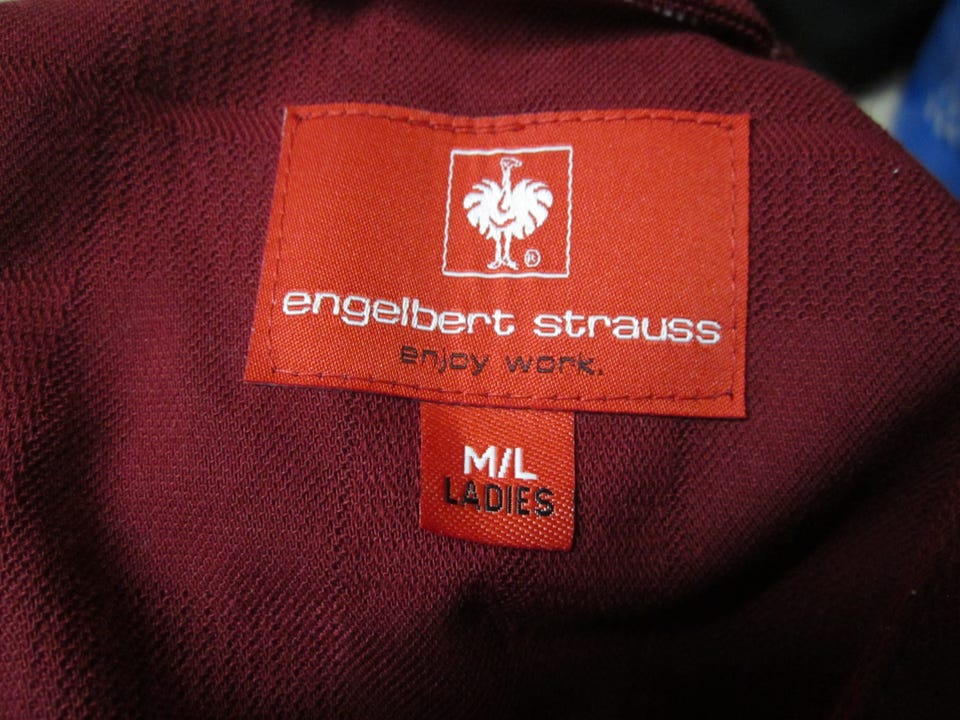 ®
engelbert strauss
enjoy work.
M/L
LADIES